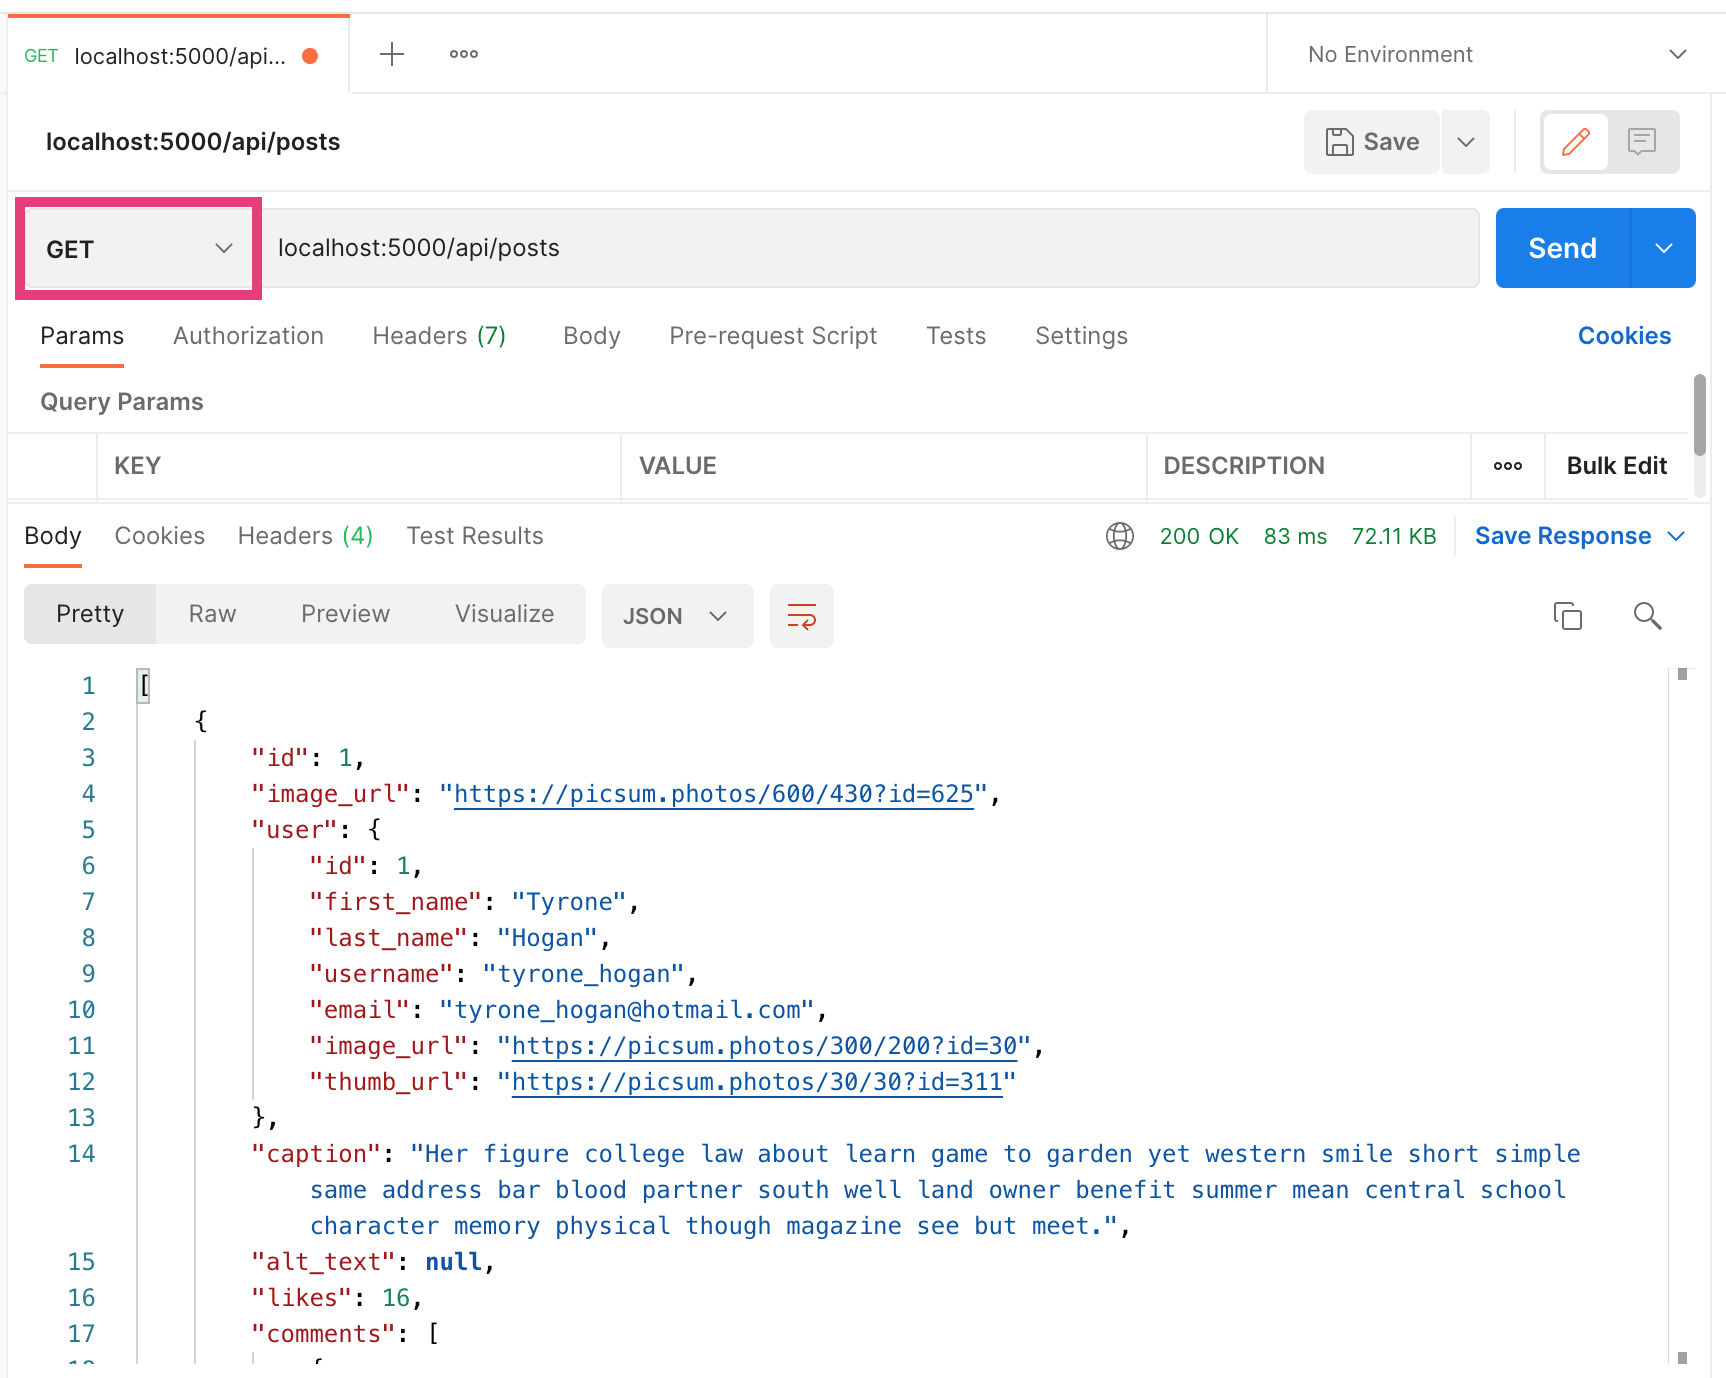 GET localhost:5000/api... No Environment
localhost:5000/api/posts Save
GET localhost:5000/api/posts Send
Params Authorization Headers (7) Body Pre-request Script Tests Settings Cookies
Query Params
KEY VALUE DESCRIPTION Bulk Edit
Body Cookies Headers (4) Test Results 200 OK 83 ms 72.11 KB Save Response
Pretty Raw Preview Visualize JSON
1 [
2 {
3 "id": 1,
4 "image_url": "https://picsum.photos/600/430?id=625",
5 "user": {
6 "id": 1,
7 "first_name": "Tyrone",
8 "last_name": "Hogan",
9 "username": "tyrone_hogan",
10 "email": "tyrone_hogan@hotmail.com",
11 "image_url": "https://picsum.photos/300/200?id=30",
12 "thumb_url": "https://picsum.photos/30/30?id=311"
13 },
14 "caption": "Her figure college law about learn game to garden yet western smile short simple
same address bar blood partner south well land owner benefit summer mean central school
character memory physical though magazine see but meet.",
15 "alt_text": null,
16 "likes": 16,
17 "comments": [